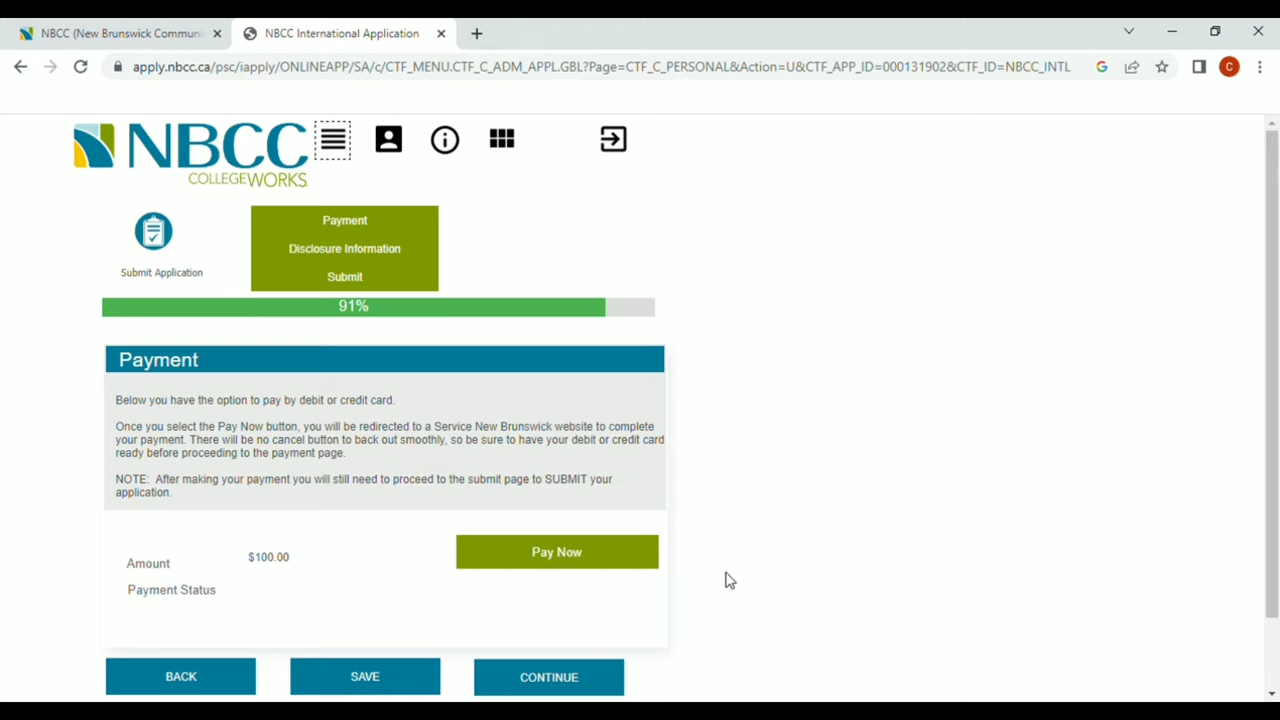 NBCC (New Brunswick Communi
NBCC International Application
apply.nbcc.ca/psc/iapply/ONLINEAPP/SA/c/CTF_MENU.CTF_C_ADM_APPL.GBL?Page=CTF_C_PERSONAL&Action=U&CTF_APP_ID=000131902&CTF_ID=NBCC_INTL
G
C
NBCC
COLLEGEWORKS
Submit Application
Payment
Disclosure Information
Submit
91%
Payment
Below you have the option to pay by debit or credit card.
Once you select the Pay Now button, you will be redirected to a Service New Brunswick website to complete
your payment. There will be no cancel button to back out smoothly, so be sure to have your debit or credit card
ready before proceeding to the payment page.
NOTE: After making your payment you will still need to proceed to the submit page to SUBMIT your
application.
Amount $100.00
Pay Now
Payment Status
BACK SAVE CONTINUE